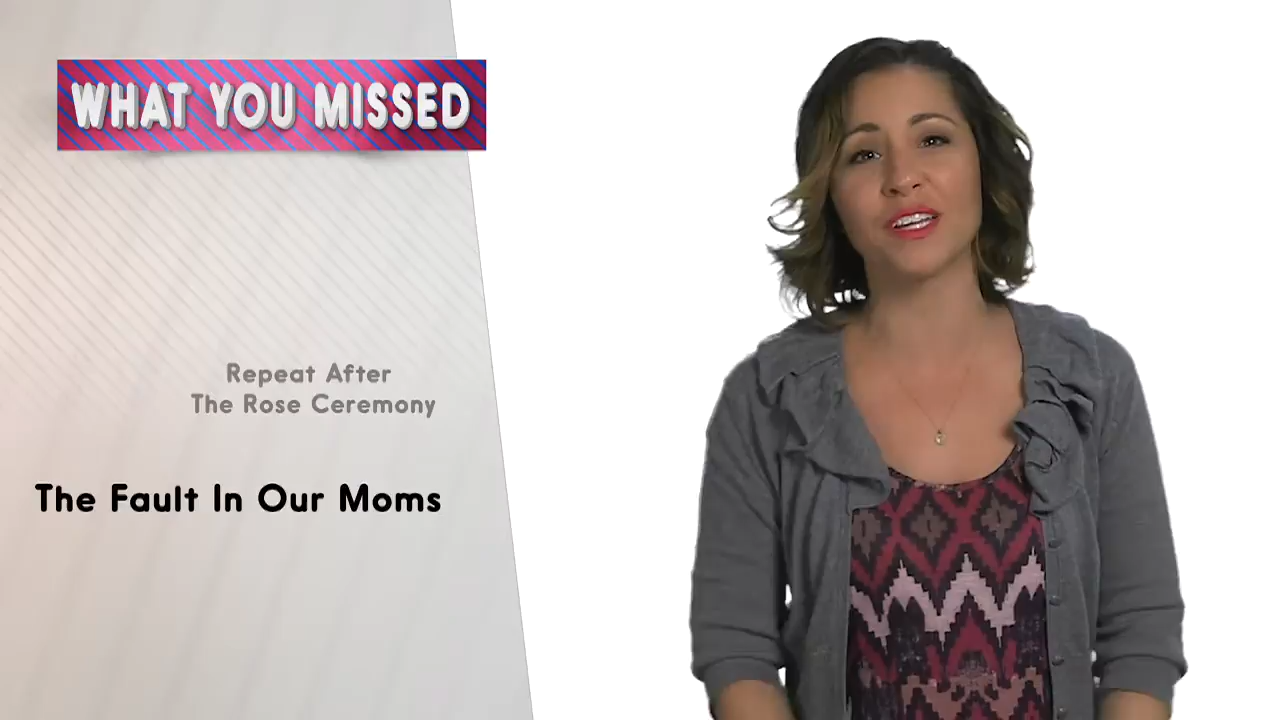 WHAT YOU MISSED
Repeat After
The Rose Ceremony
The Fault In Our Moms